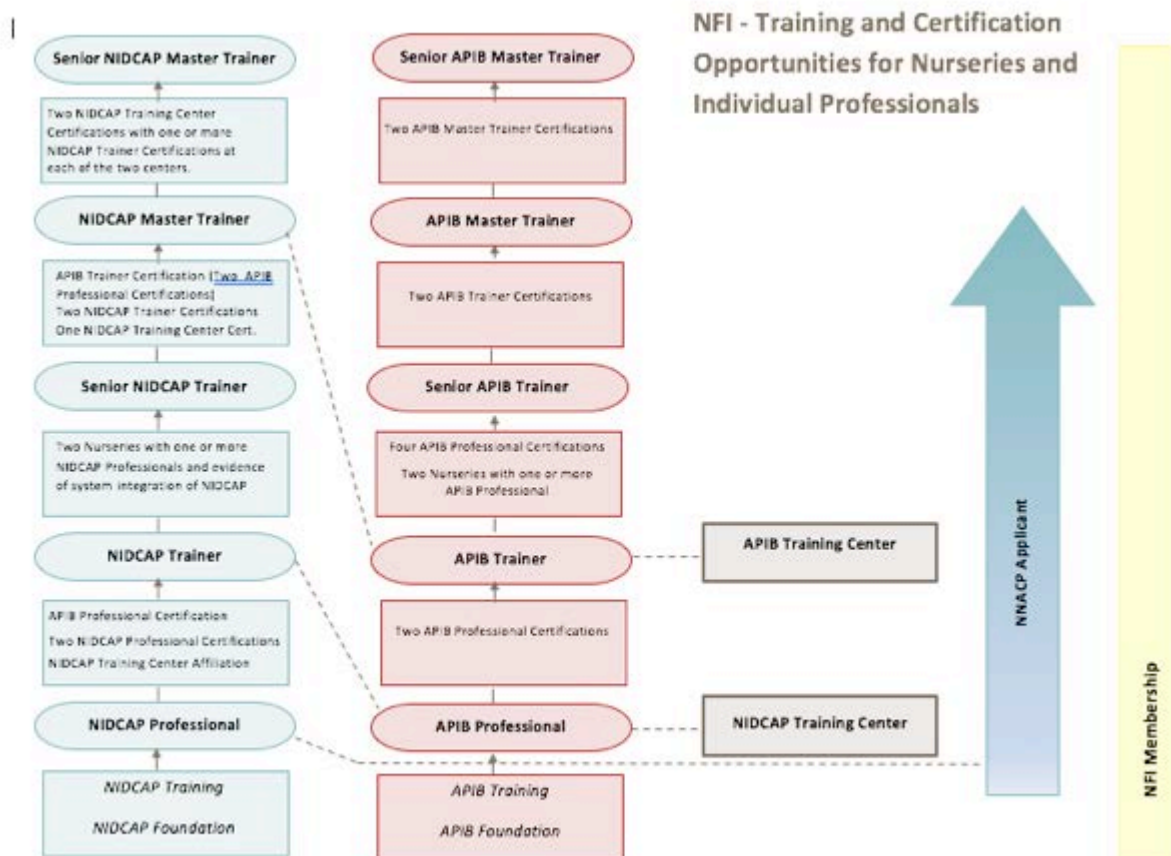 NFI - Training and Certification
Opportunities for Nurseries and
Individual Professionals
Senior NIDCAP Master Trainer
Two NIDCAP Training Center
Certifications with one or more
NIDCAP Trainer Certifications at
each of the two centers.
NIDCAP Master Trainer
APIB Trainer Certification (Two APIB
Professional Certifications)
Two NIDCAP Trainer Certifications
One NIDCAP Training Center Cert.
Senior NIDCAP Trainer
Two Nurseries with one or more
NIDCAP Professionals and evidence
of system integration of NIDCAP
NIDCAP Trainer
APIB Professional Certification
Two NIDCAP Professional Certifications
NIDCAP Training Center Affiliation
NIDCAP Professional
NIDCAP Training
NIDCAP Foundation
Senior APIB Master Trainer
Two APIB Master Trainer Certifications
APIB Master Trainer
Two APIB Trainer Certifications
Senior APIB Trainer
Four APIB Professional Certifications
Two Nurseries with one or more
APIB Professional
APIB Trainer
Two APIB Professional Certifications
APIB Professional
APIB Training
APIB Foundation
APIB Training Center
NIDCAP Training Center
NNACP Applicant
NFI Membership